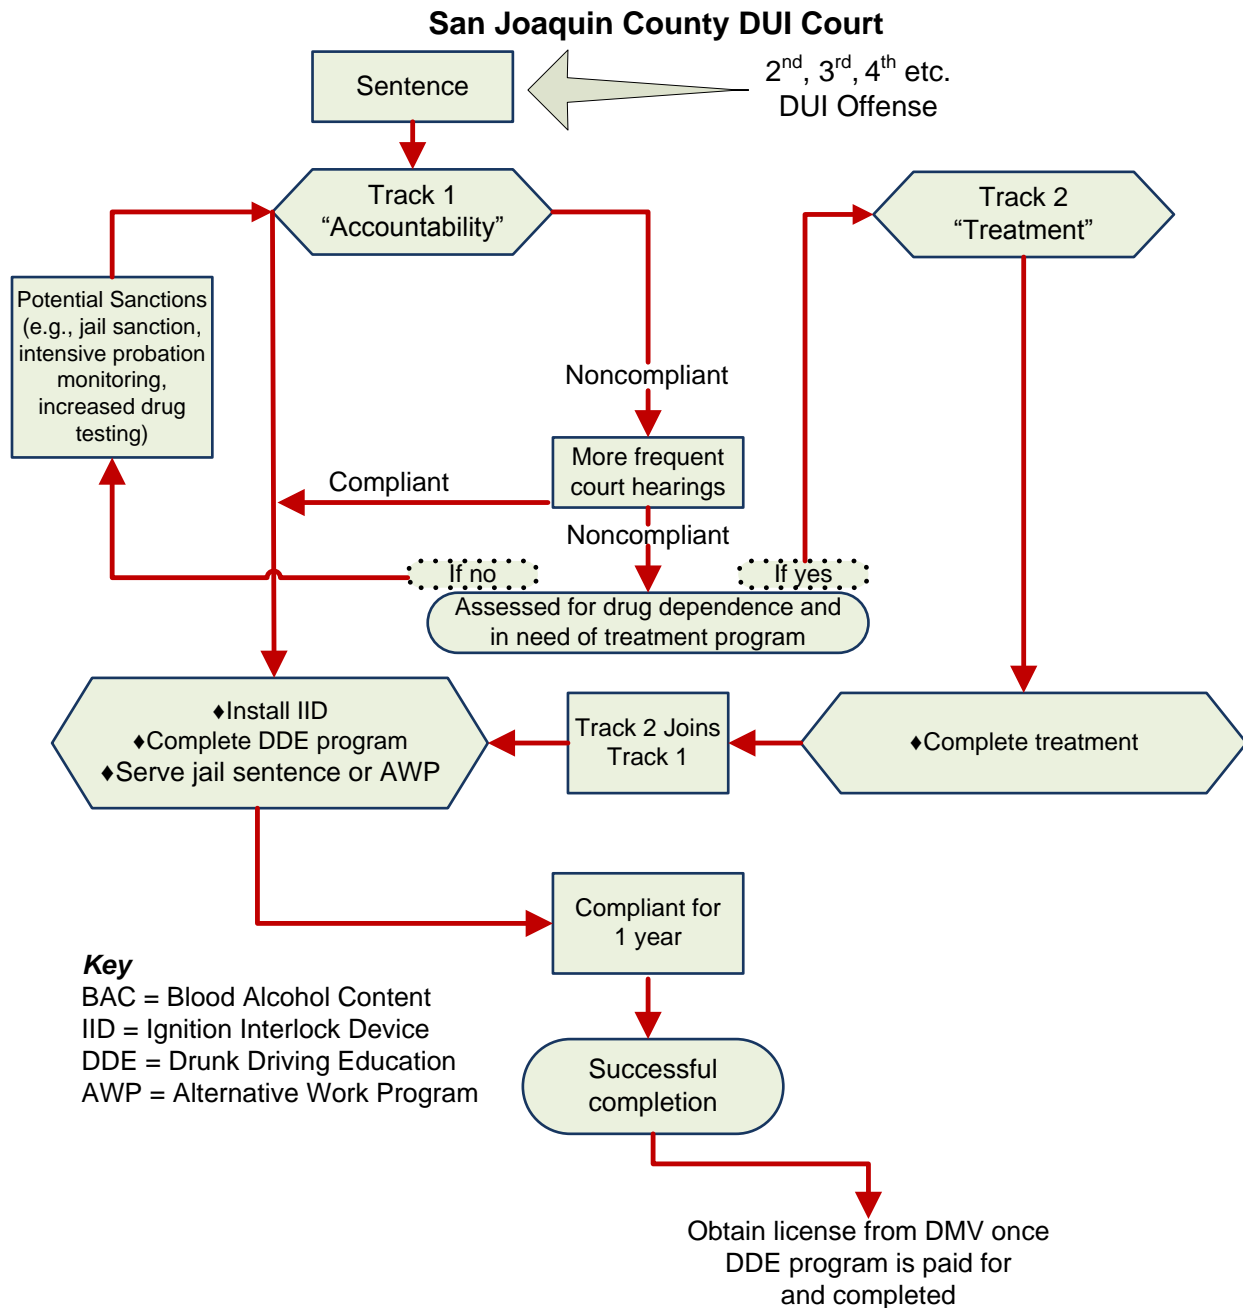 San Joaquin County DUI Court
Sentence
2nd, 3rd, 4th etc.
DUI Offense
Track 1
“Accountability”
Track 2
“Treatment”
Potential Sanctions
(e.g., jail sanction,
intensive probation
monitoring,
increased drug
testing)
Noncompliant
More frequent
court hearings
Compliant
Noncompliant
If no
If yes
Assessed for drug dependence and
in need of treatment program
♦Install IID
♦Complete DDE program
♦Serve jail sentence or AWP
Track 2 Joins
Track 1
♦Complete treatment
Compliant for
1 year
Key
BAC = Blood Alcohol Content
IID = Ignition Interlock Device
DDE = Drunk Driving Education
AWP = Alternative Work Program
Successful
completion
Obtain license from DMV once
DDE program is paid for
and completed